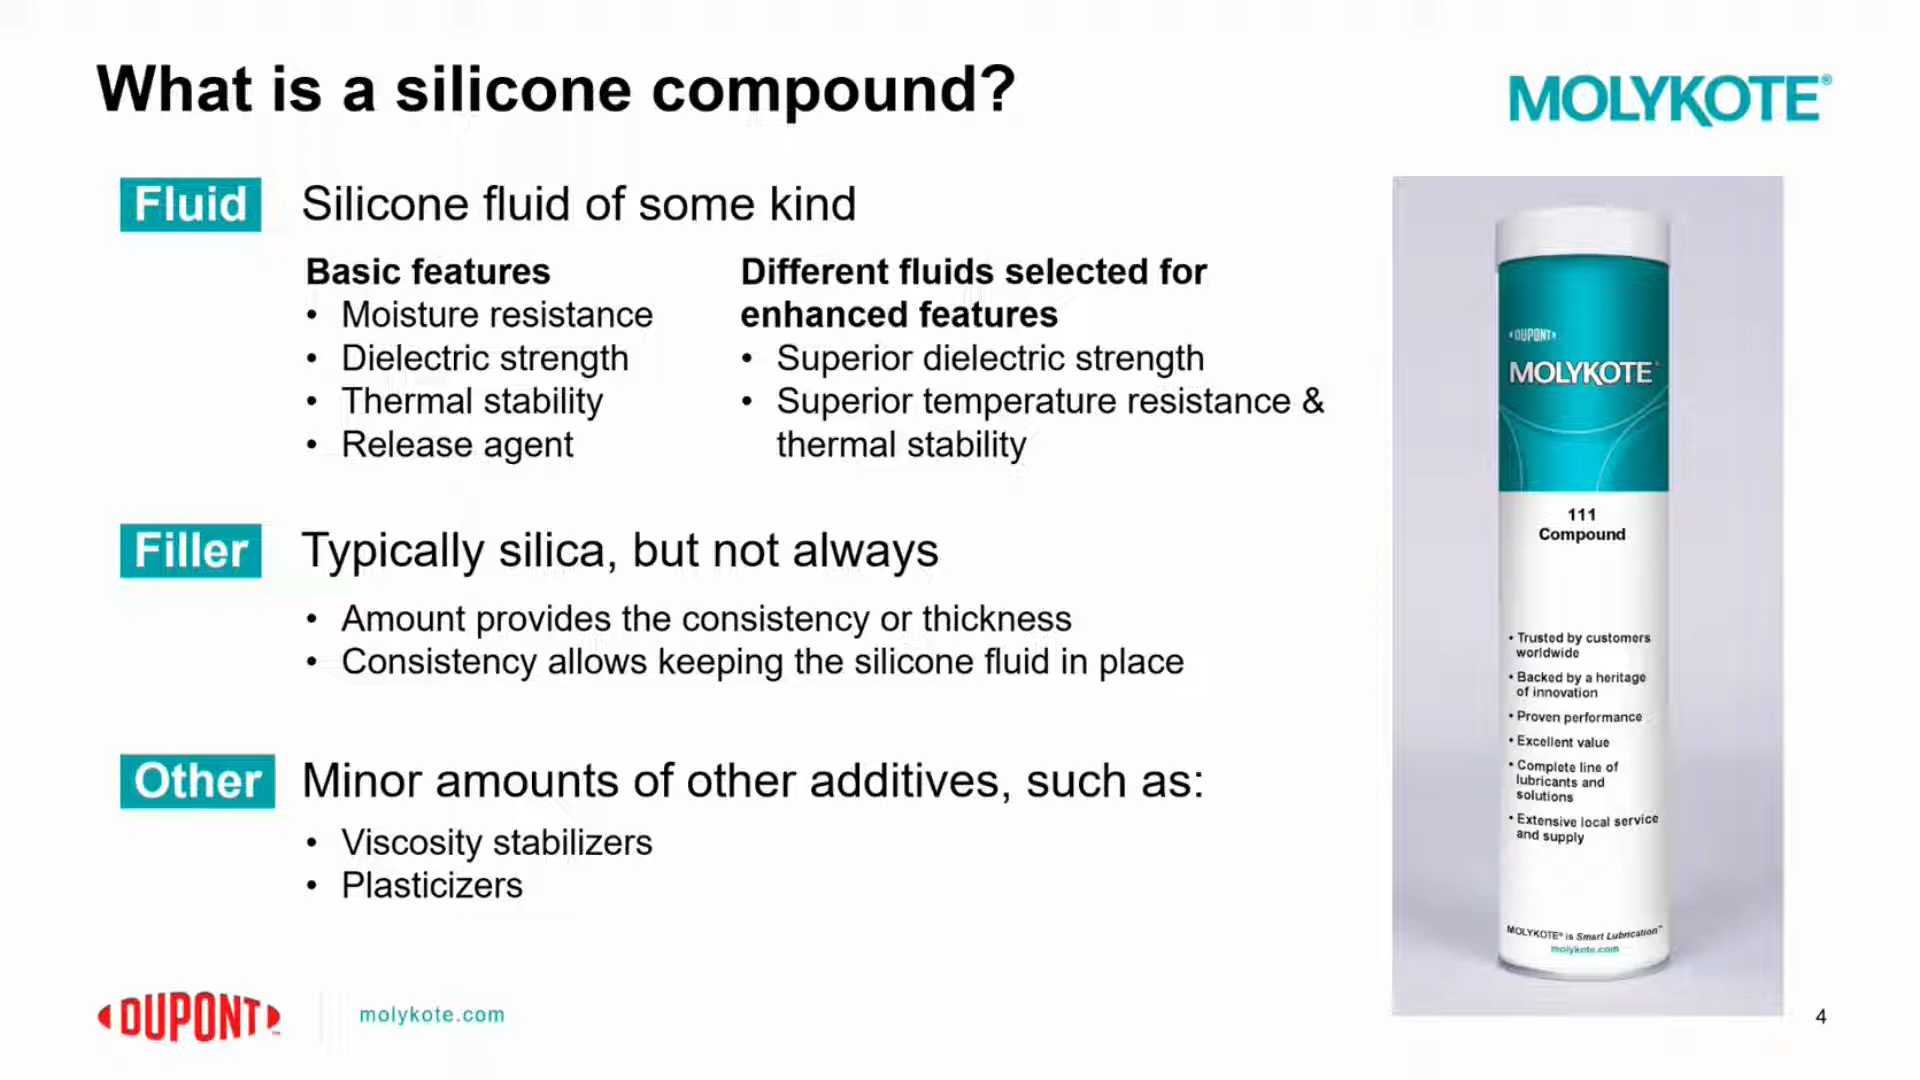 What is a silicone compound?
MOLYKOTE®
Fluid
Silicone fluid of some kind
Basic features
• Moisture resistance
• Dielectric strength
• Thermal stability
• Release agent
Different fluids selected for
enhanced features
• Superior dielectric strength
• Superior temperature resistance &
thermal stability
Filler
Typically silica, but not always
• Amount provides the consistency or thickness
• Consistency allows keeping the silicone fluid in place
Other
Minor amounts of other additives, such as:
• Viscosity stabilizers
• Plasticizers
DUPONT
MOLYKOTE®
111
Compound
• Trusted by customers
worldwide
• Backed by a heritage
of innovation
• Proven performance
• Excellent value
• Complete line of
lubricants and
solutions
• Extensive local service
and supply
MOLYKOTE® is Smart Lubrication™
molykote.com
DUPONT™
molykote.com
4